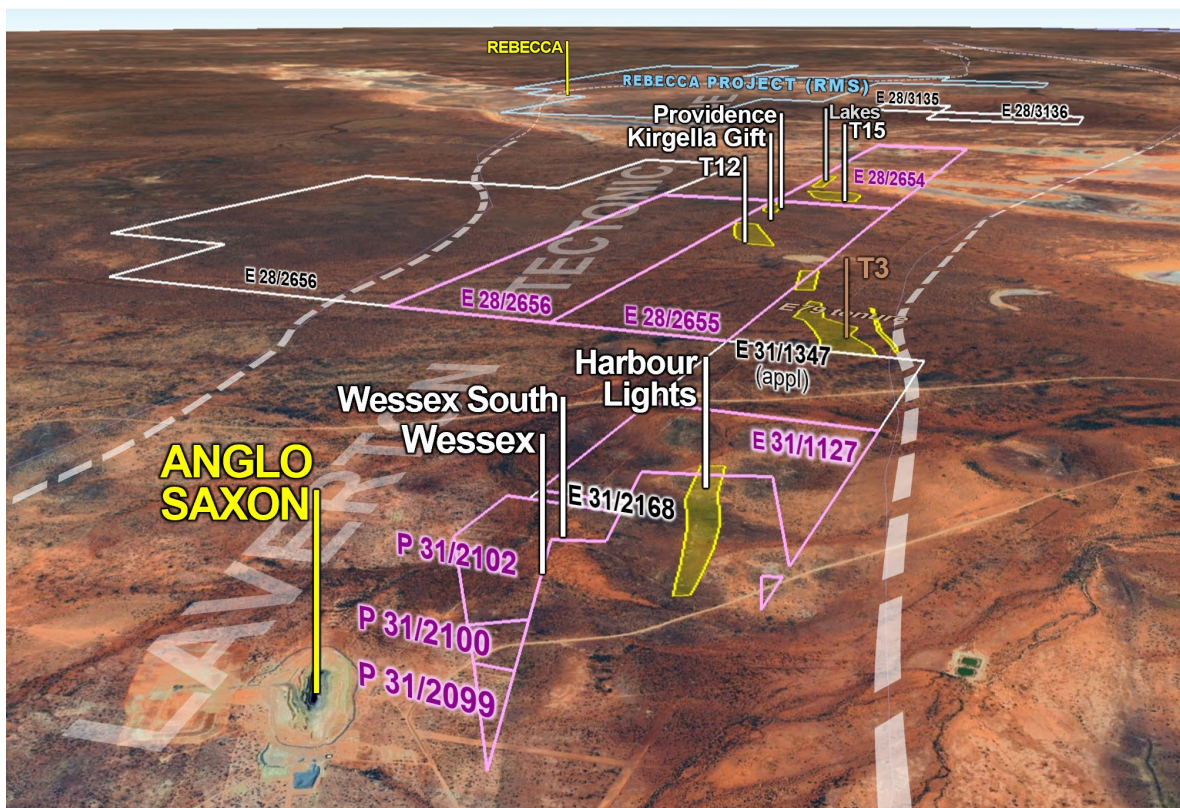 REBECCA
REBECCA PROJECT (RMS)
E 28/3135
E 28/3136
Providence
Lakes
Kirgella Gift
T15
T12
E 28/2654
TECTONIC
E 28/2656
E 28/2656
E 28/2655
T3
E 79 tenure
E 31/1347
(appl)
Harbour
Lights
Wessex South
Wessex
E 31/1127
ANGLO
SAXON
E 31/2168
P 31/2102
P 31/2100
P 31/2099
LAVERTON